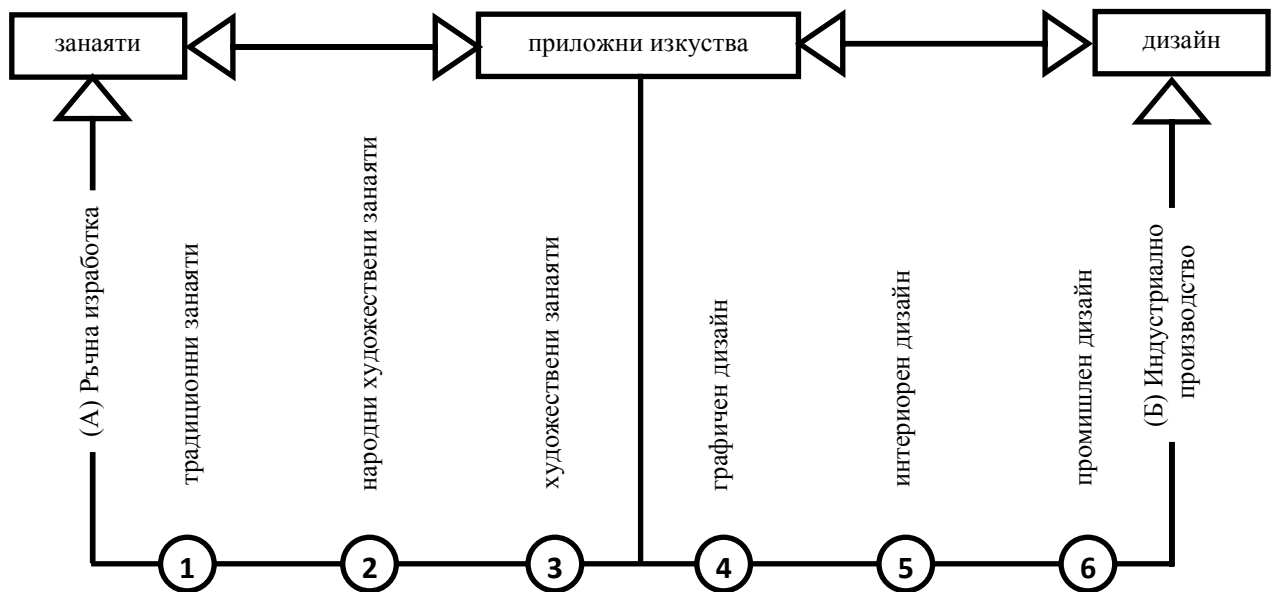 занаяти
приложни изкуства
дизайн
(А) Ръчна изработка
традиционни занаяти
народни художествени занаяти
художествени занаяти
графичен дизайн
интериорен дизайн
промишлен дизайн
(Б) Индустриално
производство
1
2
3
4
5
6